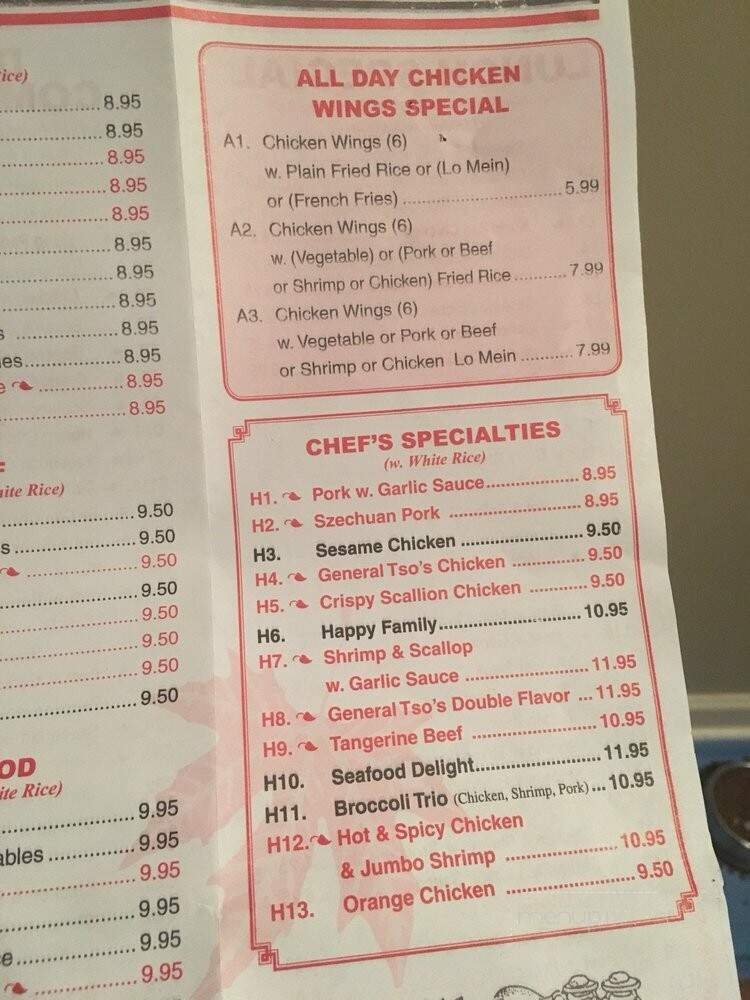 ice)
8.95
8.95
8.95
8.95
8.95
8.95
8.95
8.95
s ..............8.95
es..............8.95
e ..............8.95
8.95
F
ite Rice)
9.50
s..............9.50
9.50
9.50
9.50
9.50
9.50
9.50
OD
ite Rice)
9.95
ables ..............9.95
9.95
9.95
e..............9.95
9.95
ALL DAY CHICKEN
WINGS SPECIAL
A1. Chicken Wings (6)
w. Plain Fried Rice or (Lo Mein)
or (French Fries) ..............................5.99
A2. Chicken Wings (6)
w. (Vegetable) or (Pork or Beef
or Shrimp or Chicken) Fried Rice ..........7.99
A3. Chicken Wings (6)
w. Vegetable or Pork or Beef
or Shrimp or Chicken Lo Mein ...........7.99
CHEF'S SPECIALTIES
(w. White Rice)
H1. Pork w. Garlic Sauce..................8.95
H2. Szechuan Pork .........................8.95
H3. Sesame Chicken ........................9.50
H4. General Tso's Chicken ...............9.50
H5. Crispy Scallion Chicken ...........9.50
H6. Happy Family...........................10.95
H7. Shrimp & Scallop
w. Garlic Sauce .......................11.95
H8. General Tso's Double Flavor ...11.95
H9. Tangerine Beef .......................10.95
H10. Seafood Delight.......................11.95
H11. Broccoli Trio (Chicken, Shrimp, Pork)...10.95
H12. Hot & Spicy Chicken
& Jumbo Shrimp .....................10.95
H13. Orange Chicken .......................9.50